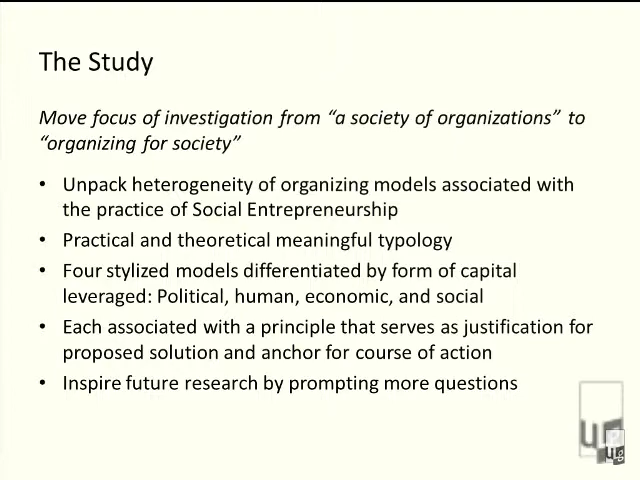 The Study
Move focus of investigation from “a society of organizations” to
“organizing for society”
• Unpack heterogeneity of organizing models associated with
the practice of Social Entrepreneurship
• Practical and theoretical meaningful typology
• Four stylized models differentiated by form of capital
leveraged: Political, human, economic, and social
• Each associated with a principle that serves as justification for
proposed solution and anchor for course of action
• Inspire future research by prompting more questions